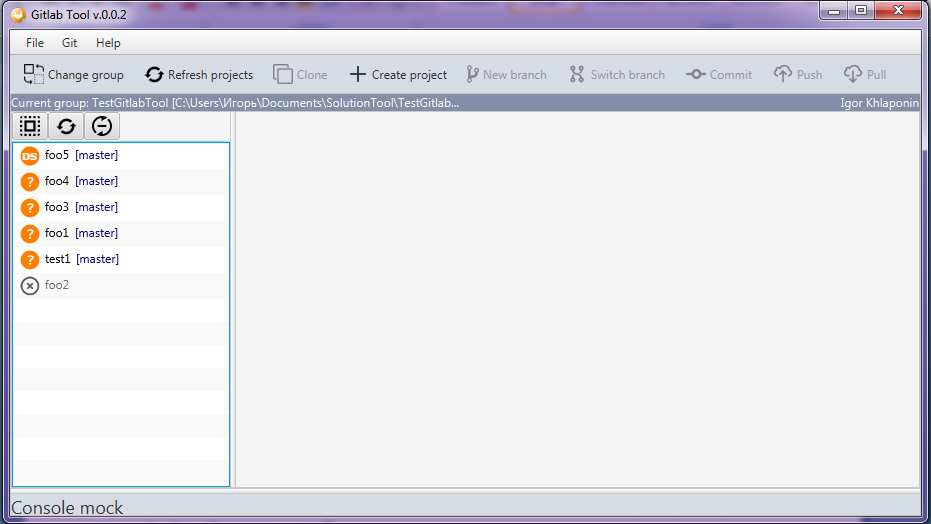 Gitlab Tool v.0.0.2
File Git Help
Change group Refresh projects Clone Create project New branch Switch branch Commit Push Pull
Current group: TestGitlabTool [C:\Users\Игорь\Documents\SolutionTool\TestGitlab... Igor Khlaponin
DS foo5 [master]
? foo4 [master]
? foo3 [master]
? foo1 [master]
? test1 [master]
foo2
Console mock